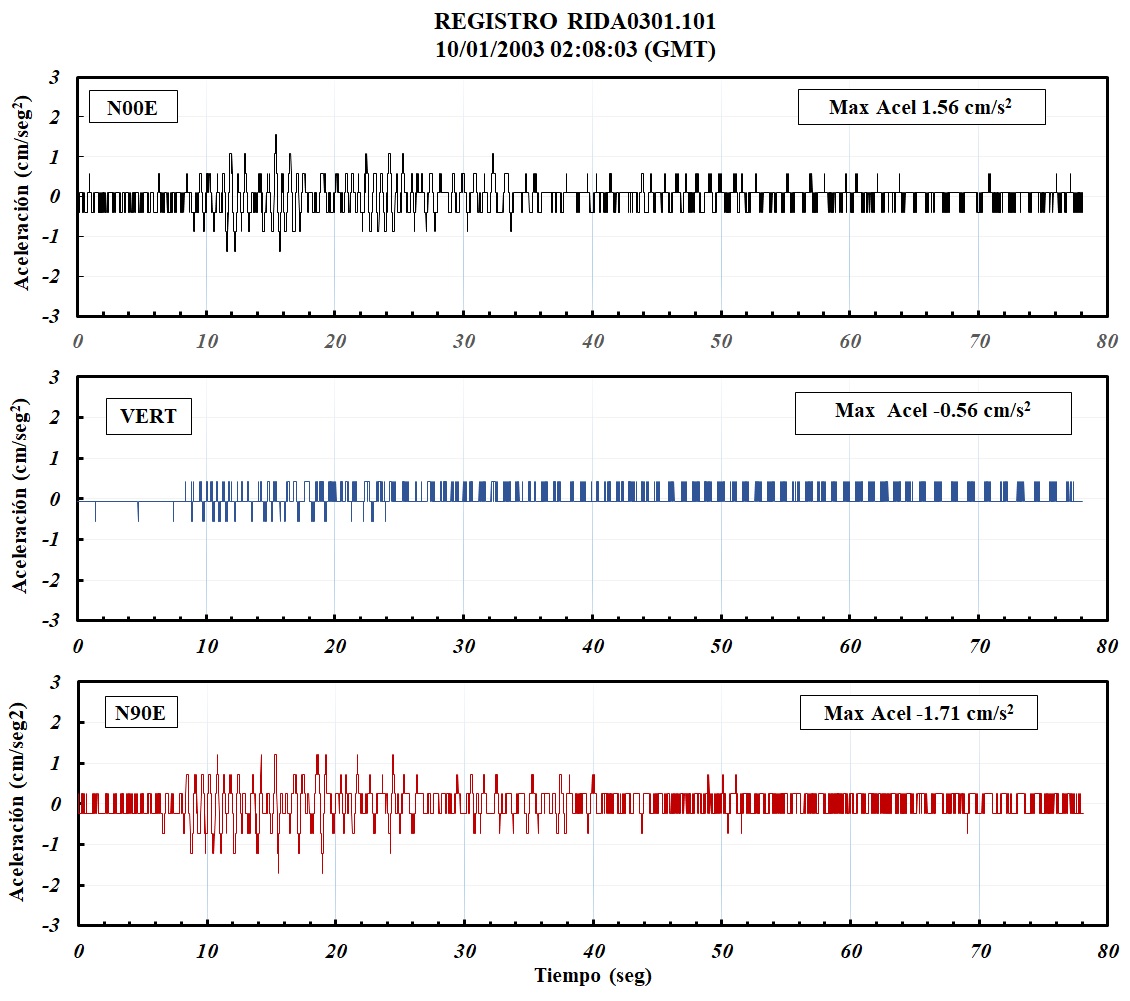 REGISTRO RIDA0301.101
10/01/2003 02:08:03 (GMT)
Aceleración (cm/seg²)
3
2
1
0
-1
-2
-3
N00E
Max Acel 1.56 cm/s²
0 10 20 30 40 50 60 70 80
Aceleración (cm/seg²)
3
2
1
0
-1
-2
-3
VERT
Max Acel -0.56 cm/s²
0 10 20 30 40 50 60 70 80
Aceleración (cm/seg2)
3
2
1
0
-1
-2
-3
N90E
Max Acel -1.71 cm/s²
0 10 20 30 40 50 60 70 80
Tiempo (seg)